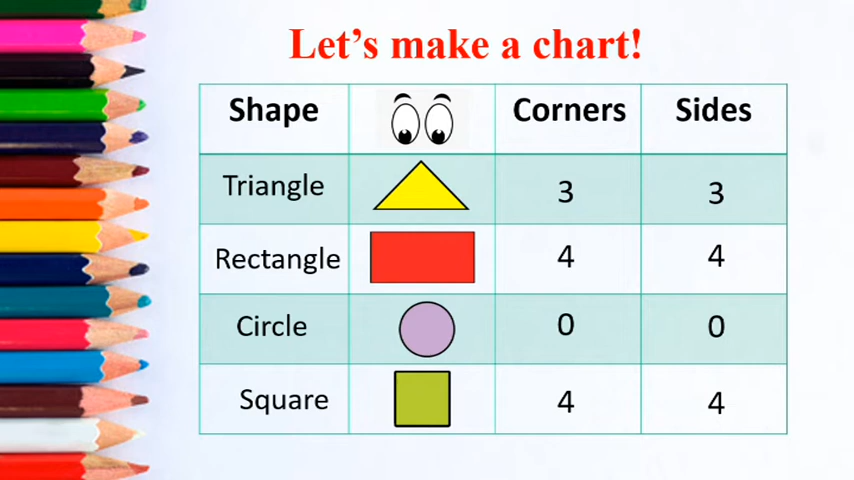 Let's make a chart!
Shape Corners Sides
Triangle 3 3
Rectangle 4 4
Circle 0 0
Square 4 4